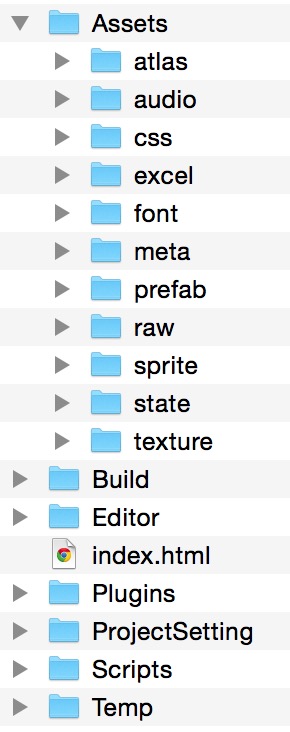 Assets
atlas
audio
css
excel
font
meta
prefab
raw
sprite
state
texture
Build
Editor
index.html
Plugins
ProjectSetting
Scripts
Temp